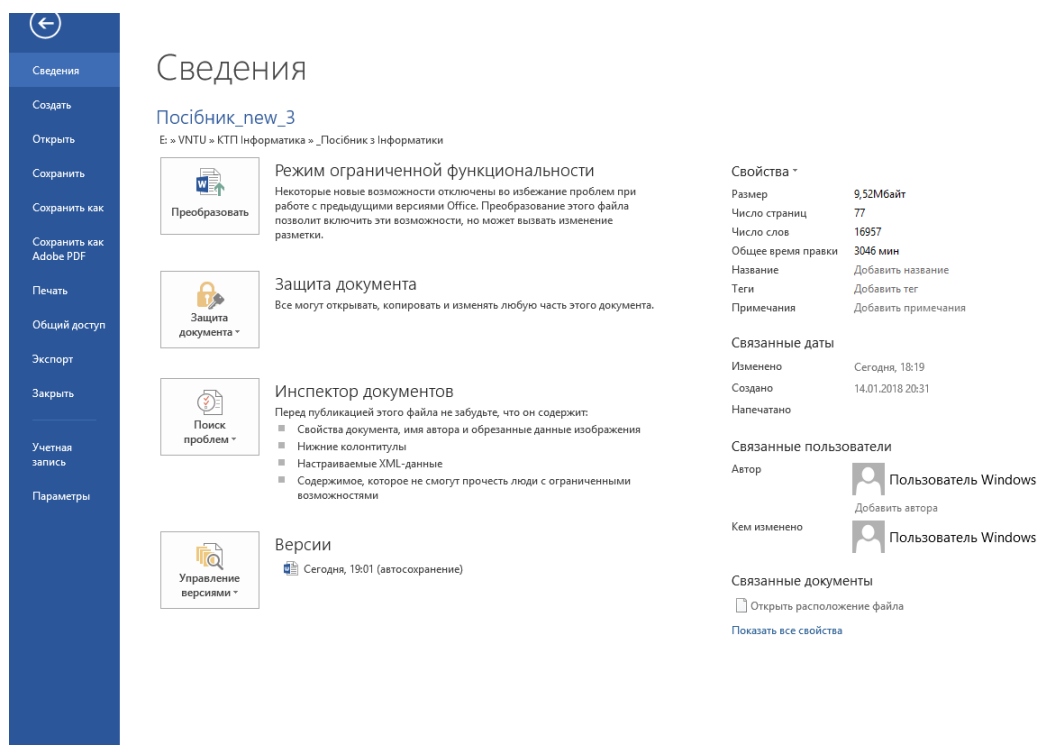 Сведения
Создать
Открыть
Сохранить
Сохранить как
Сохранить как
Adobe PDF
Печать
Общий доступ
Экспорт
Закрыть
Учетная
запись
Параметры
Сведения
Посібник_new_3
E: » VNTU » КТП Інформатика » _Посібник з Інформатики
Преобразовать
Режим ограниченной функциональности
Некоторые новые возможности отключены во избежание проблем при
работе с предыдущими версиями Office. Преобразование этого файла
позволит включить эти возможности, но может вызвать изменение
разметки.
Защита
документа
Защита документа
Все могут открывать, копировать и изменять любую часть этого документа.
Поиск
проблем
Инспектор документов
Перед публикацией этого файла не забудьте, что он содержит:
Свойства документа, имя автора и обрезанные данные изображения
Нижние колонтитулы
Настраиваемые XML-данные
Содержимое, которое не смогут прочесть люди с ограниченными
возможностями
Управление
версиями
Версии
Сегодня, 19:01 (автосохранение)
Свойства
Размер 9,52Мбайт
Число страниц 77
Число слов 16957
Общее время правки 3046 мин
Название Добавить название
Теги Добавить тег
Примечания Добавить примечания
Связанные даты
Изменено Сегодня, 18:19
Создано 14.01.2018 20:31
Напечатано
Связанные пользователи
Автор Пользователь Windows
Добавить автора
Кем изменено Пользователь Windows
Связанные документы
Открыть расположение файла
Показать все свойства